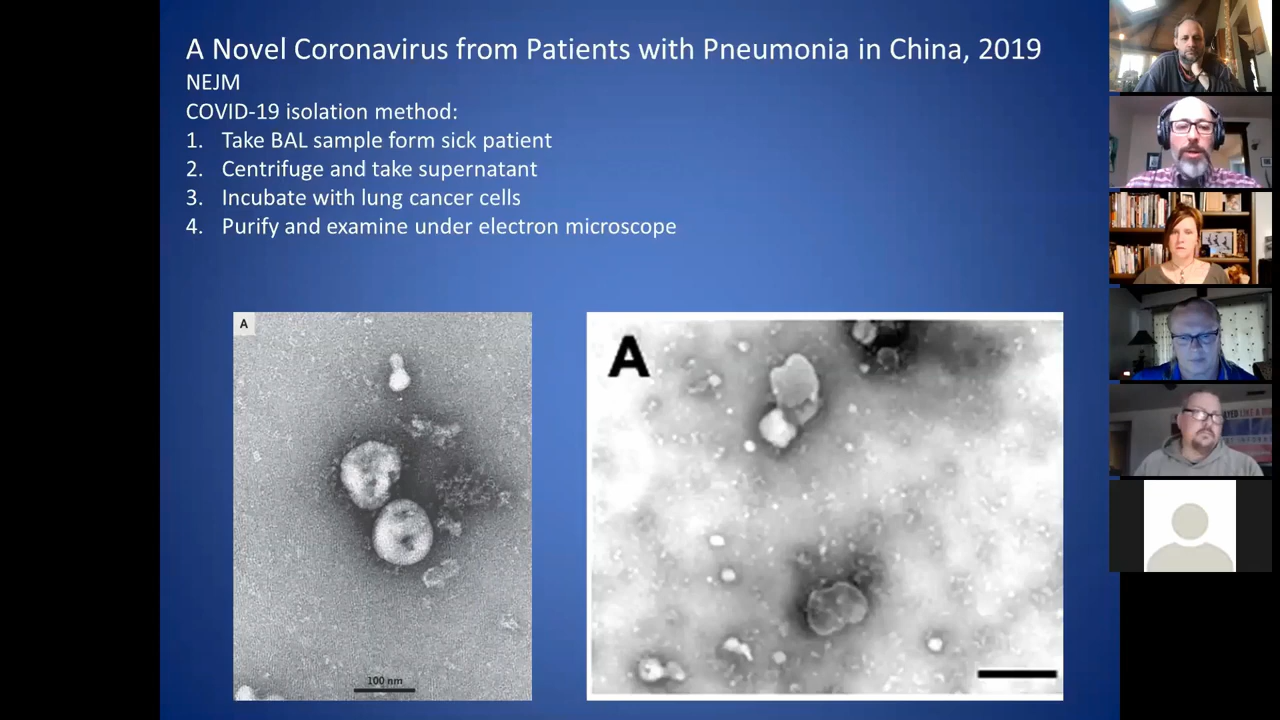 A Novel Coronavirus from Patients with Pneumonia in China, 2019
NEJM
COVID-19 isolation method:
1. Take BAL sample form sick patient
2. Centrifuge and take supernatant
3. Incubate with lung cancer cells
4. Purify and examine under electron microscope
A
100 nm
A